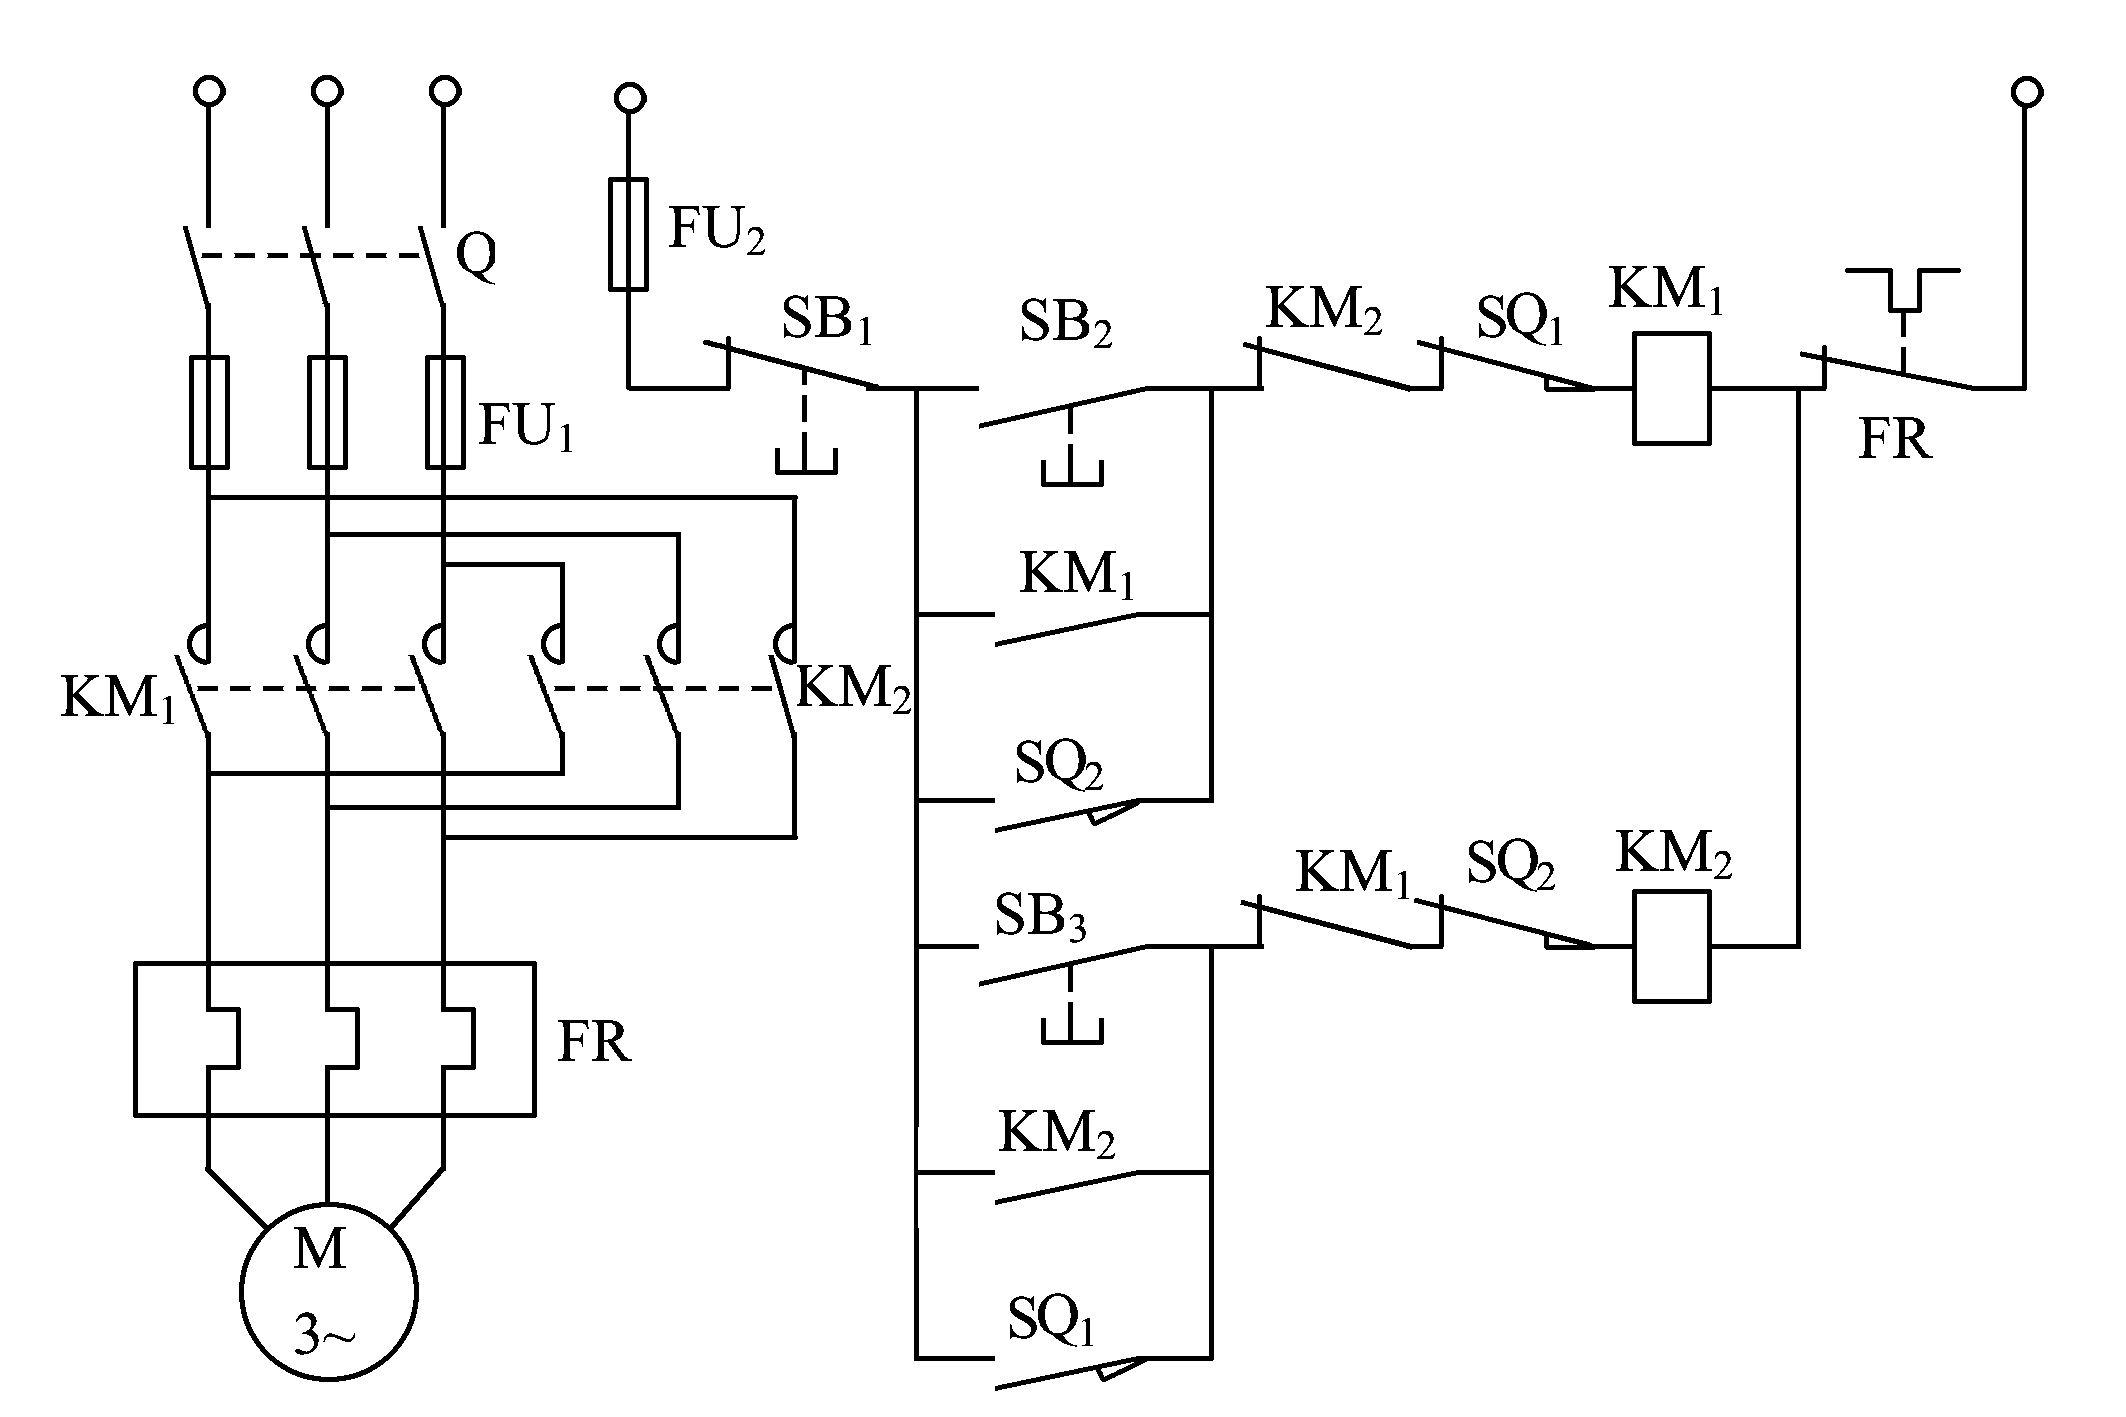 Q
FU₂
SB₁
SB₂
KM₂
SQ₁
KM₁
FU₁
FR
KM₁
KM₁
KM₂
SQ₂
SB₃
KM₁
SQ₂
KM₂
FR
KM₂
M
3~
SQ₁